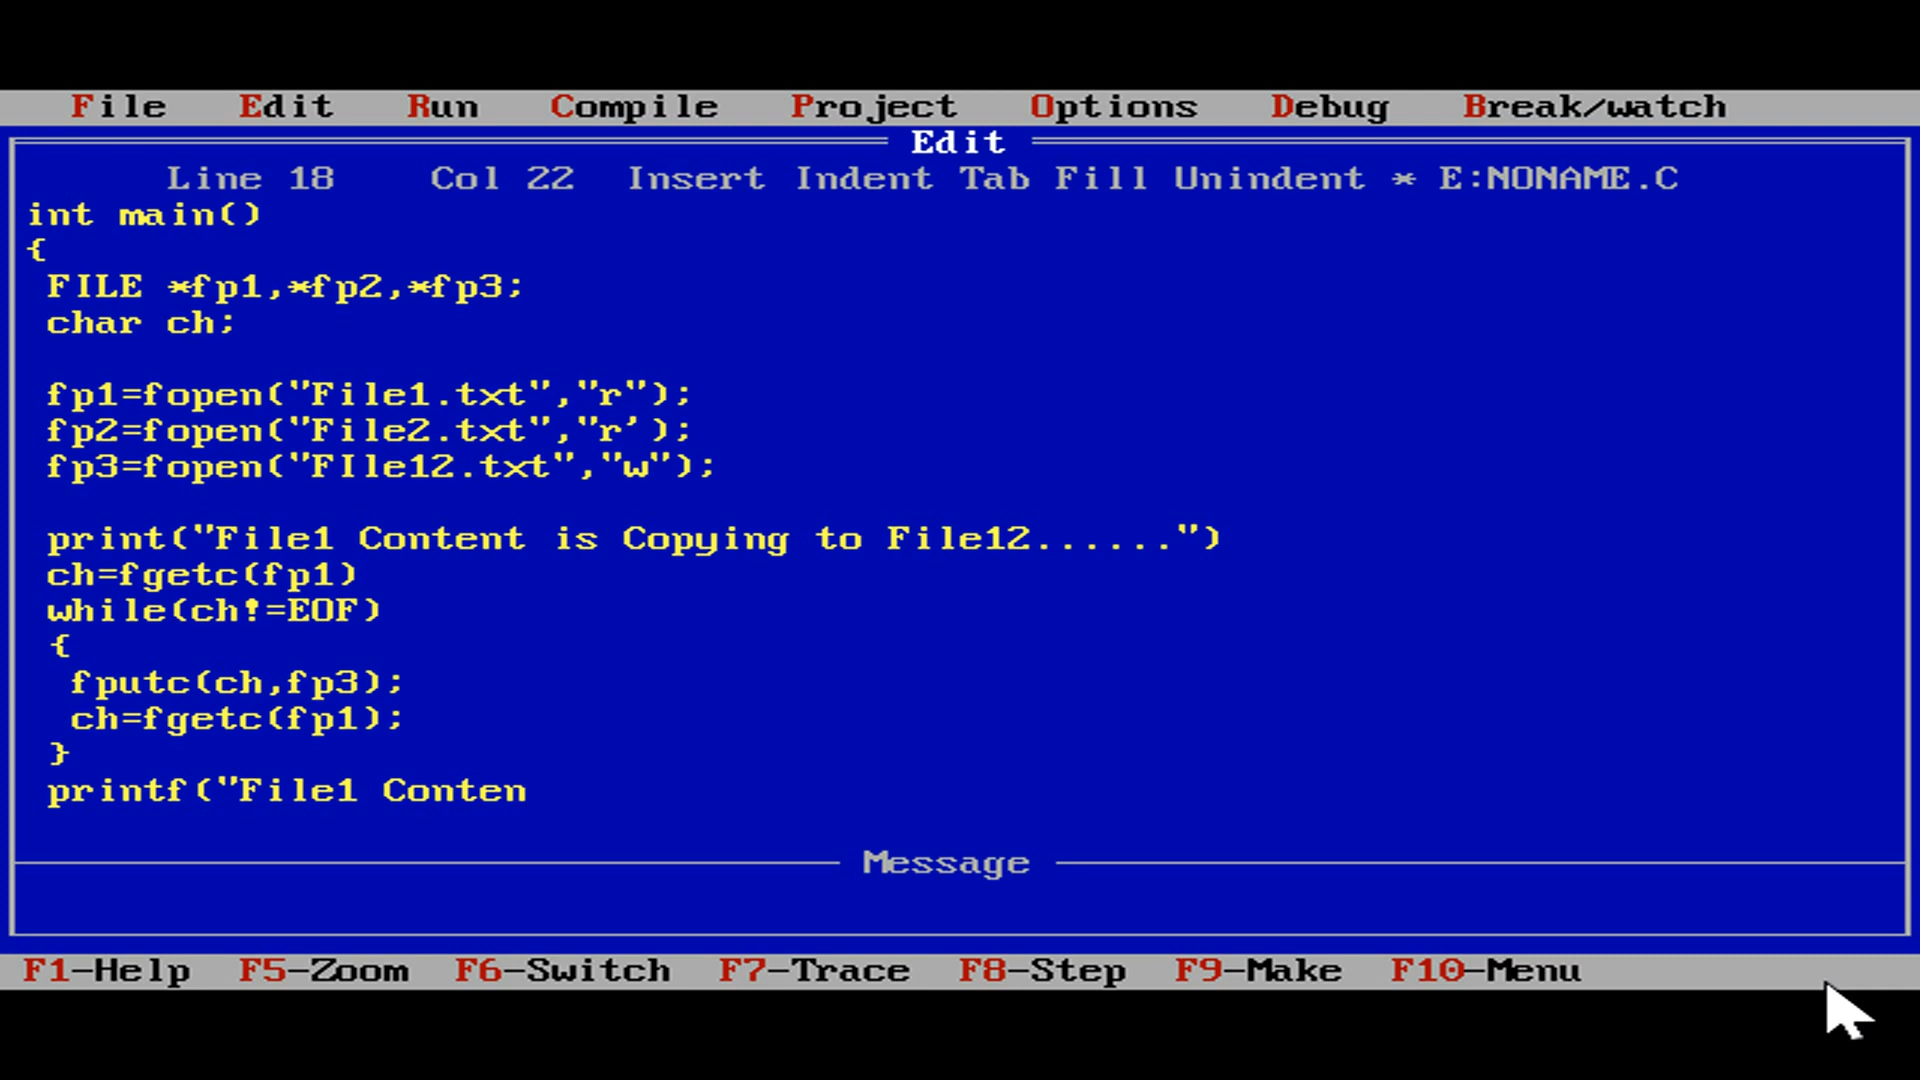 File Edit Run Compile Project Options Debug Break/watch
Edit
Line 18 Col 22 Insert Indent Tab Fill Unindent * E:NONAME.C
int main()
{
FILE *fp1,*fp2,*fp3;
char ch;
fp1=fopen("File1.txt","r");
fp2=fopen("File2.txt","r');
fp3=fopen("FIle12.txt","w");
print("File1 Content is Copying to File12......")
ch=fgetc(fp1)
while(ch!=EOF)
{
fputc(ch,fp3);
ch=fgetc(fp1);
}
printf("File1 Conten
Message
F1-Help F5-Zoom F6-Switch F7-Trace F8-Step F9-Make F10-Menu